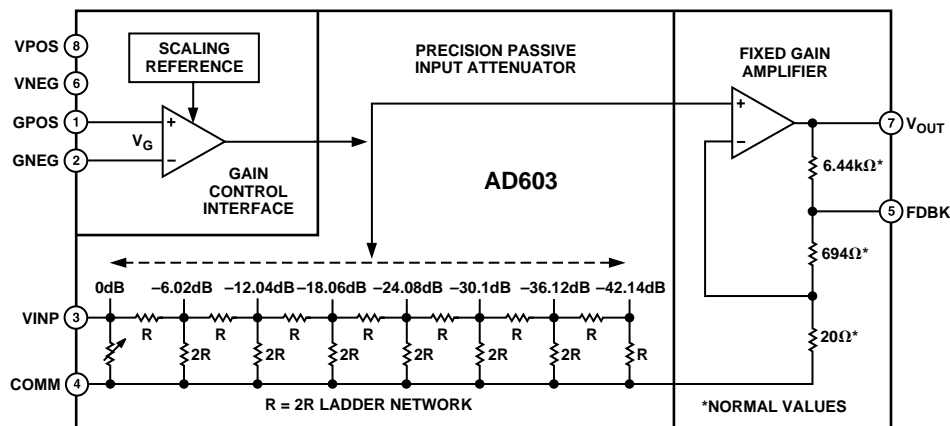 VPOS 8
VNEG 6
GPOS 1
GNEG 2
SCALING
REFERENCE
+
VG
–
GAIN
CONTROL
INTERFACE
PRECISION PASSIVE
INPUT ATTENUATOR
AD603
FIXED GAIN
AMPLIFIER
+
–
7 VOUT
6.44kΩ*
5 FDBK
694Ω*
20Ω*
0dB –6.02dB –12.04dB –18.06dB –24.08dB –30.1dB –36.12dB –42.14dB
VINP 3
R R R R R R R
2R 2R 2R 2R 2R 2R R
COMM 4
R = 2R LADDER NETWORK
*NORMAL VALUES